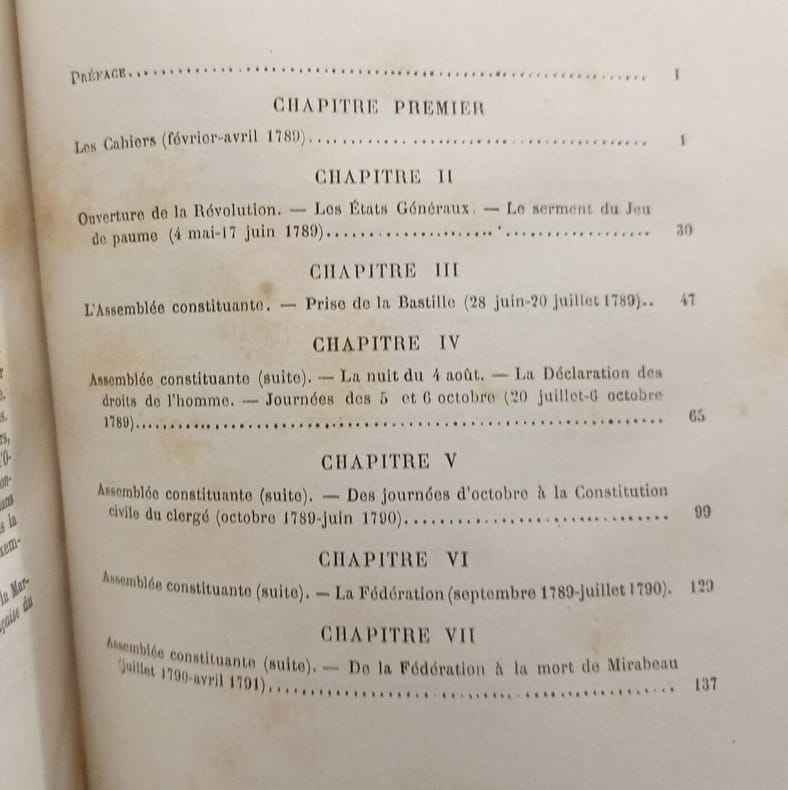 PRÉFACE........................ 1
CHAPITRE PREMIER
Les Cahiers (février-avril 1789)........................ 1
CHAPITRE II
Ouverture de la Révolution. — Les États Généraux. — Le serment du Jeu
de paume (4 mai-17 juin 1789)........................ 30
CHAPITRE III
L'Assemblée constituante. — Prise de la Bastille (28 juin-20 juillet 1789).. 47
CHAPITRE IV
Assemblée constituante (suite). — La nuit du 4 août. — La Déclaration des
droits de l'homme. — Journées des 5 et 6 octobre (20 juillet-6 octobre
1789)........................ 65
CHAPITRE V
Assemblée constituante (suite). — Des journées d'octobre à la Constitution
civile du clergé (octobre 1789-juin 1790)........................ 99
CHAPITRE VI
Assemblée constituante (suite). — La Fédération (septembre 1789-juillet 1790). 129
CHAPITRE VII
Assemblée constituante (suite). — De la Fédération à la mort de Mirabeau
(juillet 1790-avril 1791)........................ 137